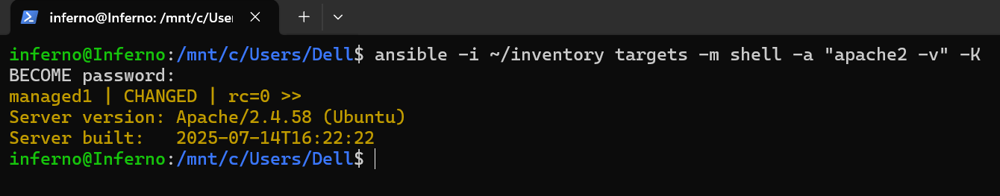 inferno@Inferno: /mnt/c/User
inferno@Inferno:/mnt/c/Users/Dell$ ansible -i ~/inventory targets -m shell -a "apache2 -v" -K
BECOME password:
managed1 | CHANGED | rc=0 >>
Server version: Apache/2.4.58 (Ubuntu)
Server built:   2025-07-14T16:22:22
inferno@Inferno:/mnt/c/Users/Dell$